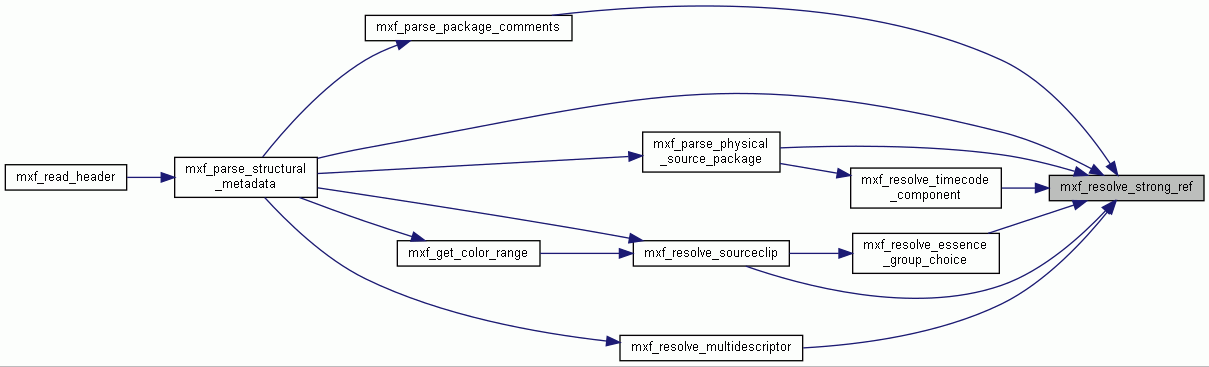 mxf_parse_package_comments
mxf_parse_physical
_source_package
mxf_parse_structural
_metadata
mxf_read_header
mxf_resolve_timecode
_component
mxf_resolve_strong_ref
mxf_get_color_range
mxf_resolve_sourceclip
mxf_resolve_essence
_group_choice
mxf_resolve_multidescriptor